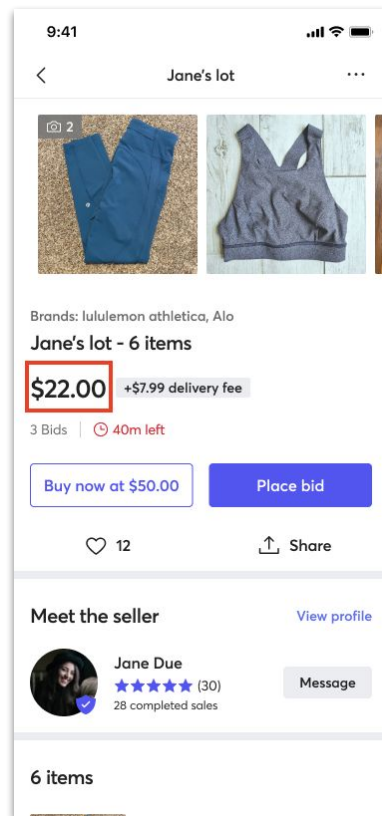 9:41
Jane's lot
2
Brands: lululemon athletica, Alo
Jane's lot - 6 items
$22.00 +$7.99 delivery fee
3 Bids 40m left
Buy now at $50.00 Place bid
12 Share
Meet the seller View profile
Jane Due
(30)
28 completed sales
Message
6 items